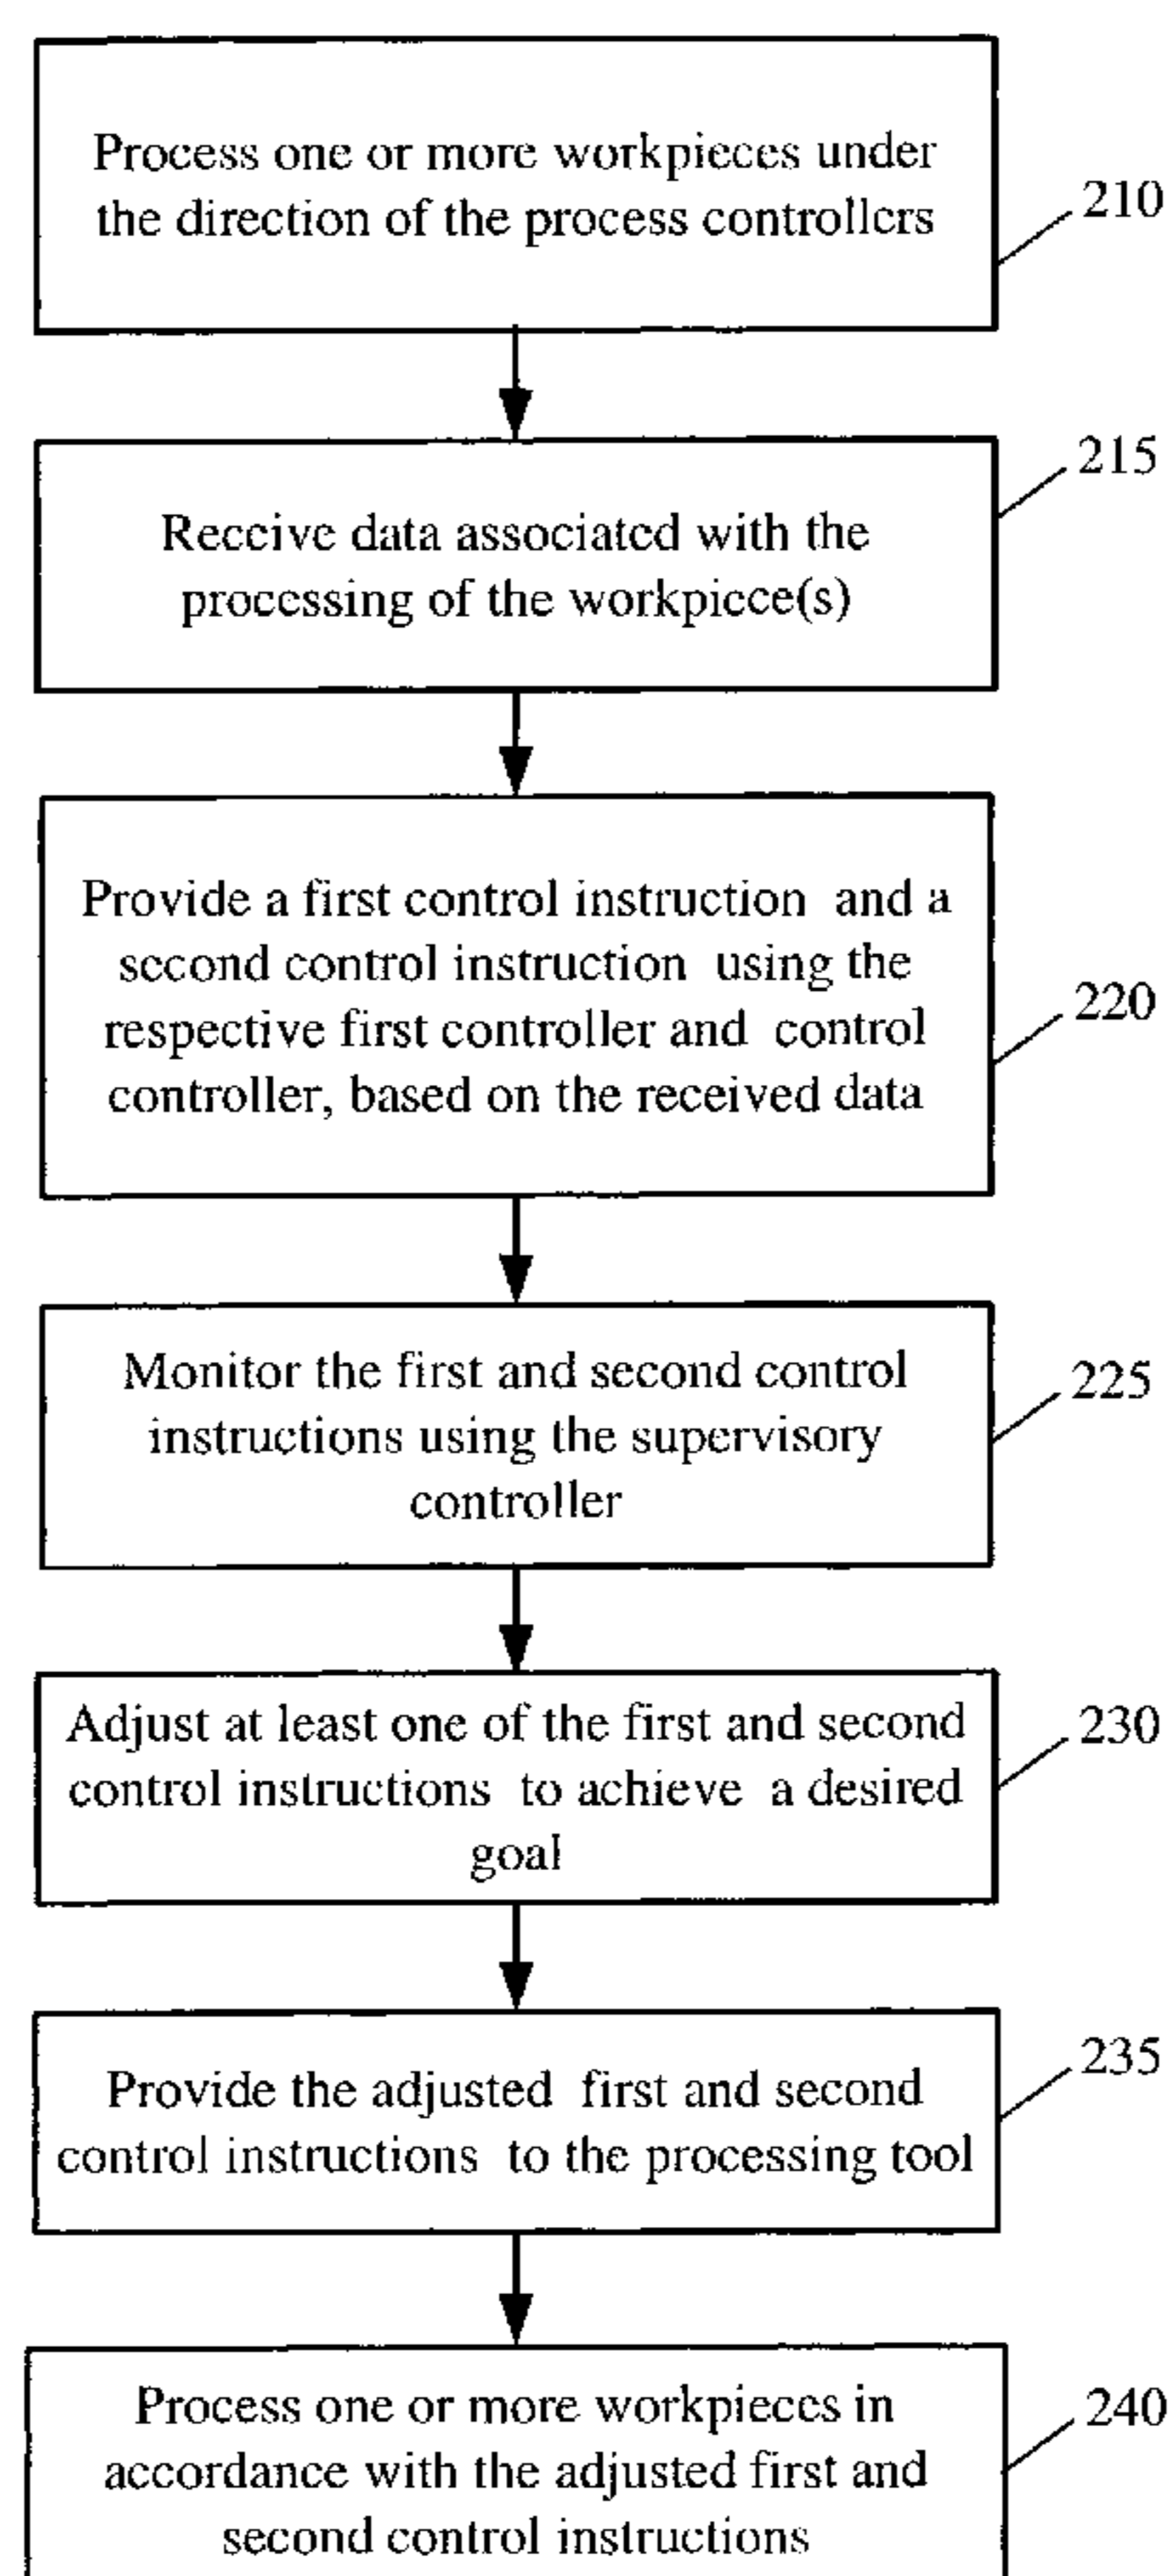 Process one or more workpieces under
the direction of the process controllers
210
215
Receive data associated with the
processing of the workpiece(s)
Provide a first control instruction and a
second control instruction using the
respective first controller and control
controller, based on the received data
220
Monitor the first and second control
instructions using the supervisory
controller
225
Adjust at least one of the first and second
control instructions to achieve a desired
goal
230
235
Provide the adjusted first and second
control instructions to the processing tool
Process one or more workpieces in
accordance with the adjusted first and
second control instructions
240